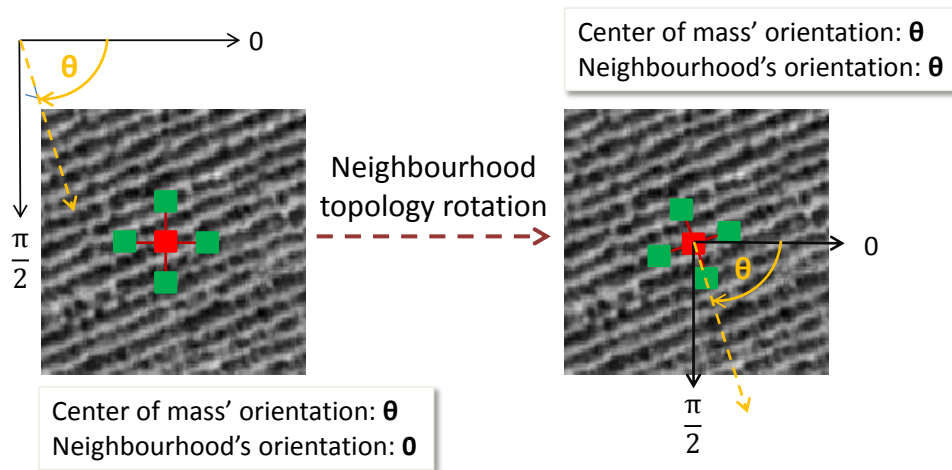 0
θ
π
2
Center of mass’ orientation: θ
Neighbourhood’s orientation: 0
Neighbourhood
topology rotation
Center of mass’ orientation: θ
Neighbourhood’s orientation: θ
0
θ
π
2